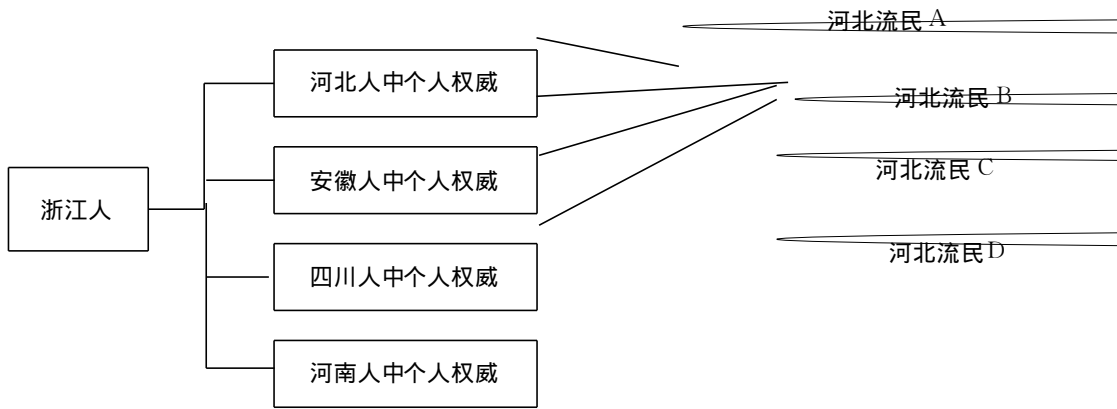 浙江人
河北人中个人权威
安徽人中个人权威
四川人中个人权威
河南人中个人权威
河北流民 A
河北流民 B
河北流民 C
河北流民D